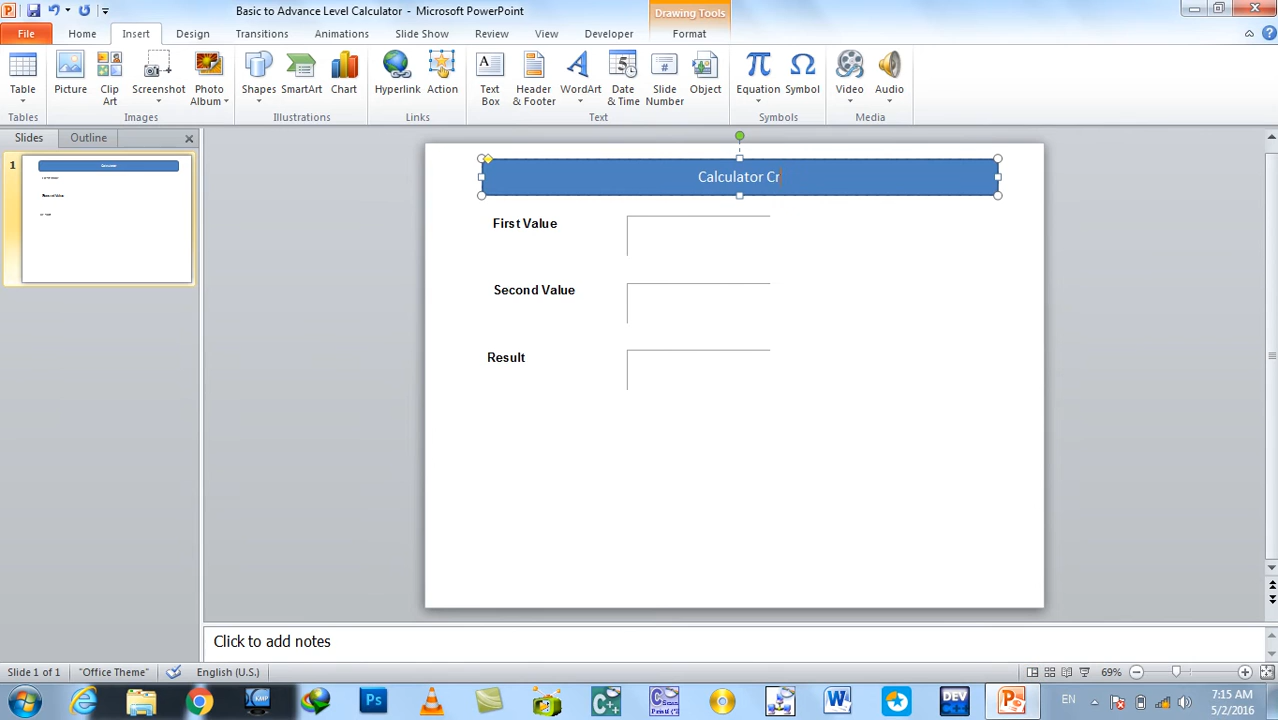 Basic to Advance Level Calculator - Microsoft PowerPoint
Drawing Tools
File Home Insert Design Transitions Animations Slide Show Review View Developer Format
Table
Picture
Clip Art
Screenshot
Photo Album
Shapes
SmartArt
Chart
Hyperlink
Action
Text Box
Header & Footer
WordArt
Date & Time
Slide Number
Object
Equation
Symbol
Video
Audio
Tables Images Illustrations Links Text Symbols Media
Slides Outline
1
Calculator Cr
First Value
Second Value
Result
Click to add notes
Slide 1 of 1 "Office Theme" English (U.S.) 69%
EN 7:15 AM
5/2/2016